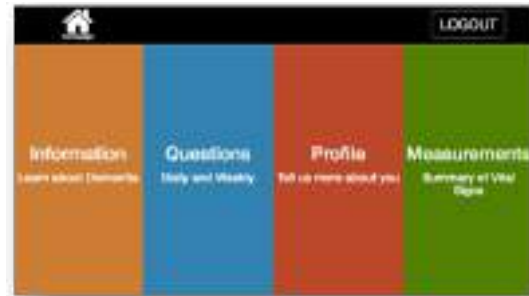 LOGOUT
Information
Learn about Dementia
Questions
Daily and Weekly
Profile
Tell us more about you
Measurements
Summary of Vital
Signs